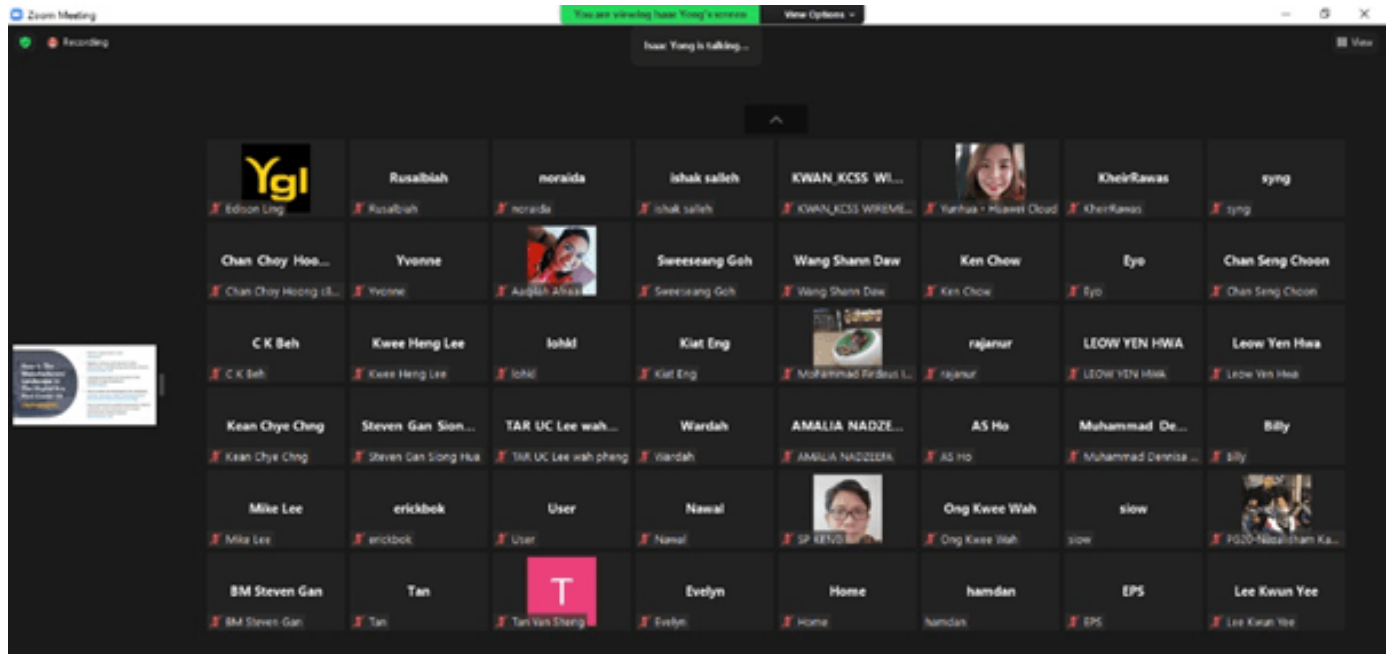 Zoom Meeting
You are viewing Isaac Yong's screen
View Options
Recording
Isaac Yong is talking...
View
Ygl
Edison Ling
Rusalbiah
Rusalbiah
noraida
noraida
ishak salleh
ishak salleh
KWAN_KCSS WI...
KWAN_KCSS WIREME...
Yunhua - Huawei Cloud
KheirRawas
KheirRawas
syng
syng
Chan Choy Hoo...
Chan Choy Hoong
Yvonne
Yvonne
Aaqilah Afnan
Sweeseang Goh
Sweeseang Goh
Wang Shann Daw
Wang Shann Daw
Ken Chow
Ken Chow
Eyo
Eyo
Chan Seng Choon
Chan Seng Choon
C K Beh
C K Beh
Kwee Heng Lee
Kwee Heng Lee
lohkl
lohkl
Kiat Eng
Kiat Eng
Mohammad Firdaus I...
rajanur
rajanur
LEOW YEN HWA
LEOW YEN HWA
Leow Yen Hwa
Leow Yen Hwa
Kean Chye Chng
Kean Chye Chng
Steven Gan Sion...
Steven Gan Siong Hua
TAR UC Lee wah...
TAR UC Lee wah pheng
Wardah
Wardah
AMALIA NADZE...
AMALIA NADZEEFA
AS Ho
AS Ho
Muhammad De...
Muhammad Dennisa ...
Billy
Billy
Mike Lee
Mike Lee
erickbok
erickbok
User
User
Nawal
Nawal
SP KENG
Ong Kwee Wah
Ong Kwee Wah
siow
siow
BM Steven Gan
BM Steven Gan
Tan
Tan
T
Tan Yan Sheng
Evelyn
Evelyn
Home
Home
hamdan
hamdan
EPS
EPS
Lee Kwun Yee
Lee Kwun Yee